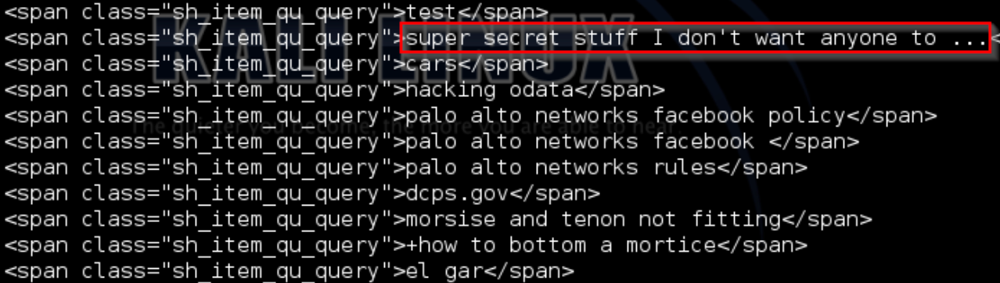 <span class="sh_item_qu_query">test</span>
<span class="sh_item_qu_query">super secret stuff I don't want anyone to ...<
<span class="sh_item_qu_query">cars</span>
<span class="sh_item_qu_query">hacking odata</span>
<span class="sh_item_qu_query">palo alto networks facebook policy</span>
<span class="sh_item_qu_query">palo alto networks facebook </span>
<span class="sh_item_qu_query">palo alto networks rules</span>
<span class="sh_item_qu_query">dcps.gov</span>
<span class="sh_item_qu_query">morsise and tenon not fitting</span>
<span class="sh_item_qu_query">+how to bottom a mortice</span>
<span class="sh_item_qu_query">el gar</span>
KALI LINUX
The quieter you become, the more you are able to hear